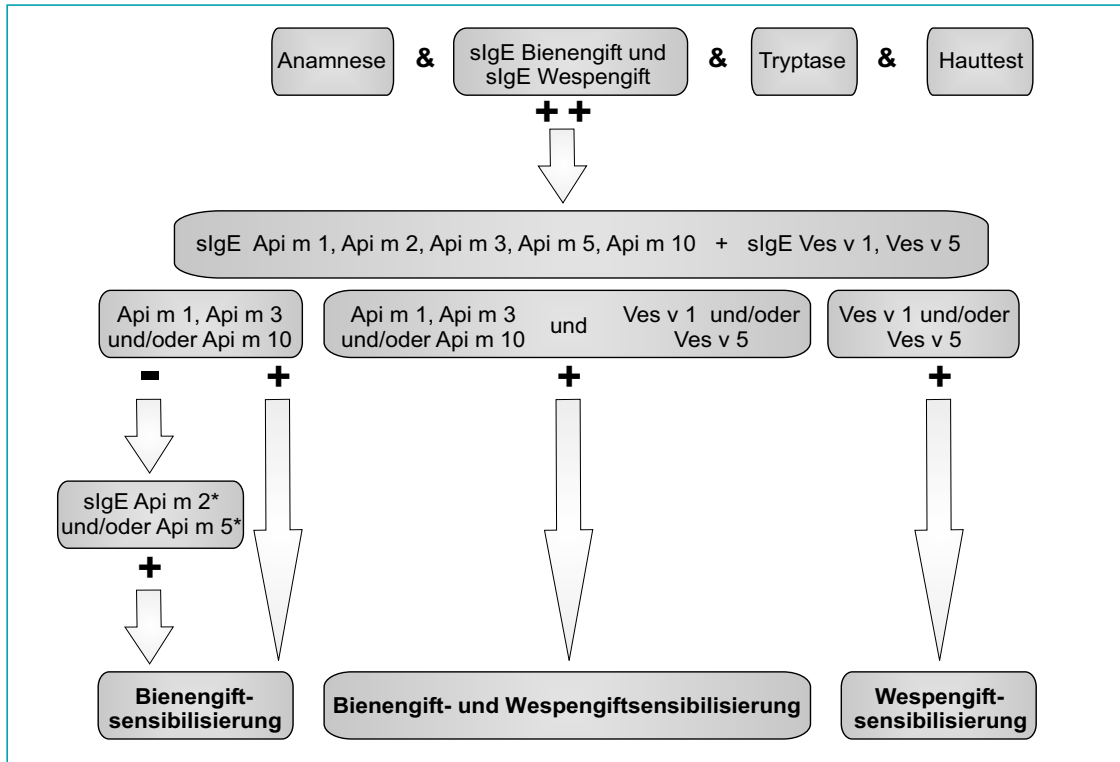 Anamnese & sIgE Bienengift und
sIgE Wespengift & Tryptase & Hauttest
+ +
sIgE Api m 1, Api m 2, Api m 3, Api m 5, Api m 10 + sIgE Ves v 1, Ves v 5
Api m 1, Api m 3
und/oder Api m 10
Api m 1, Api m 3
und/oder Api m 10
und
Ves v 1 und/oder
Ves v 5
Ves v 1 und/oder
Ves v 5
- + + +
sIgE Api m 2*
und/oder Api m 5*
+
Bienengift-
sensibilisierung
Bienengift- und Wespengiftsensibilisierung
Wespengift-
sensibilisierung